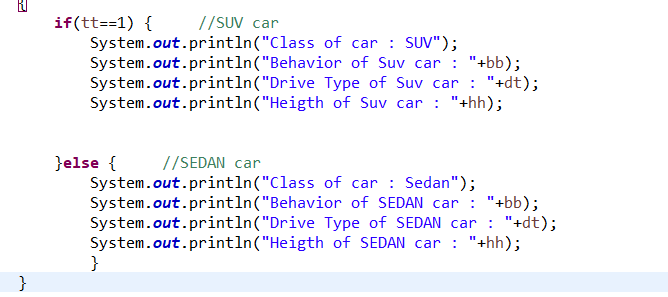 {
if(tt==1) { //SUV car
System.out.println("Class of car : SUV");
System.out.println("Behavior of Suv car : "+bb);
System.out.println("Drive Type of Suv car : "+dt);
System.out.println("Heigth of Suv car : "+hh);
}else { //SEDAN car
System.out.println("Class of car : Sedan");
System.out.println("Behavior of SEDAN car : "+bb);
System.out.println("Drive Type of SEDAN car : "+dt);
System.out.println("Heigth of SEDAN car : "+hh);
}
}